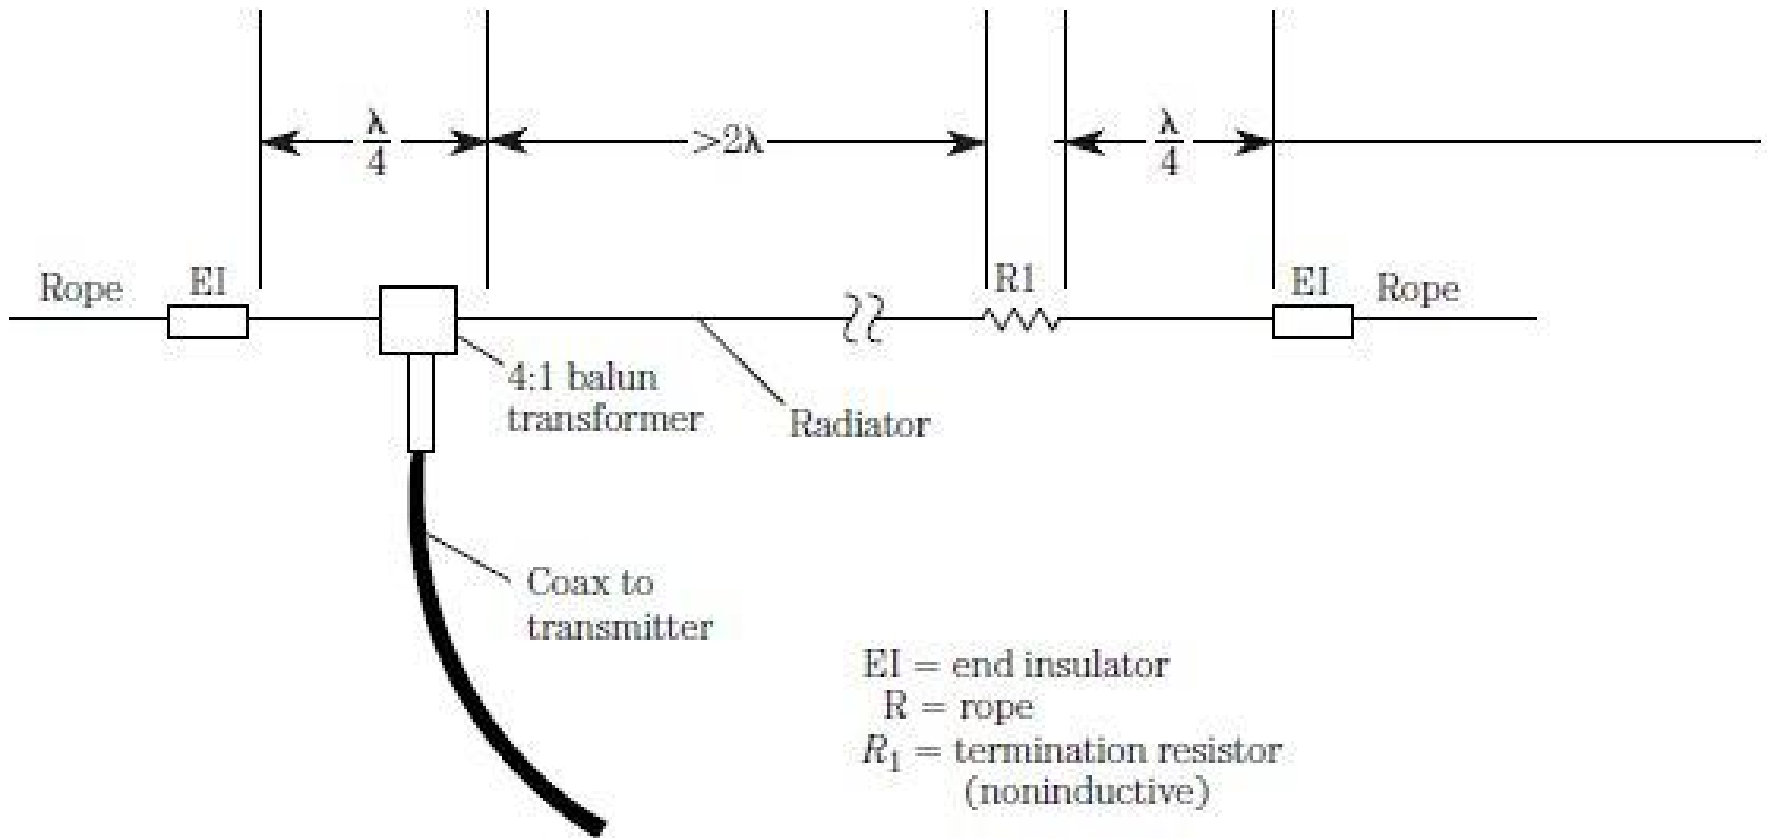 λ/4
>2λ
λ/4
Rope
EI
R1
EI
Rope
4:1 balun
transformer
Radiator
Coax to
transmitter
EI = end insulator
R = rope
R₁ = termination resistor
(noninductive)